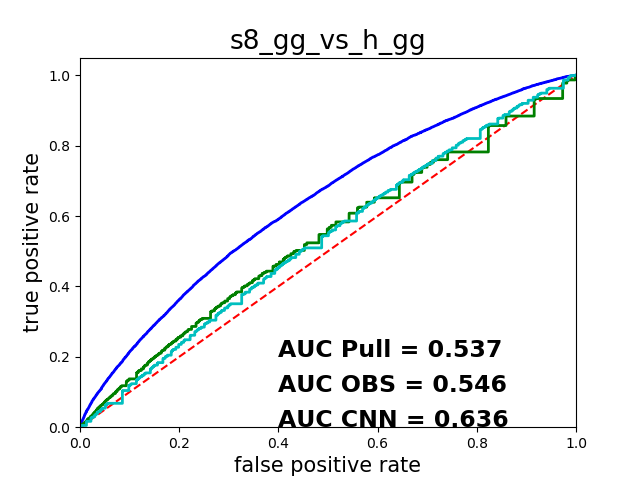 s8_gg_vs_h_gg
1.0
0.8
0.6
0.4
0.2
0.0
true positive rate
AUC Pull = 0.537
AUC OBS = 0.546
AUC CNN = 0.636
0.0 0.2 0.4 0.6 0.8 1.0
false positive rate